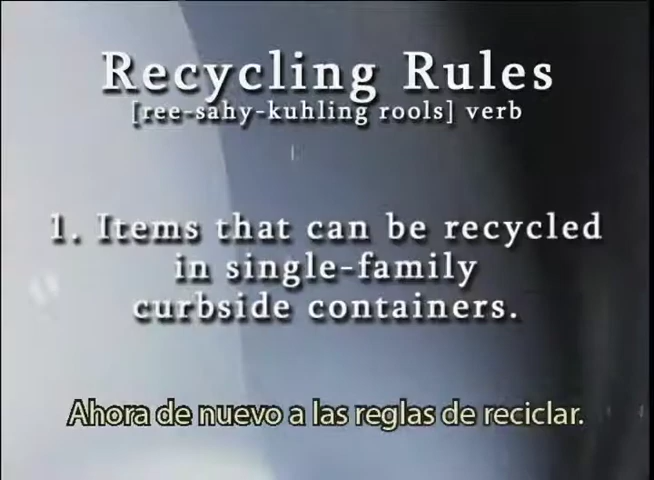 Recycling Rules
[ree-sahy-kuhling rools] verb
1. Items that can be recycled
in single-family
curbside containers.
Ahora de nuevo a las reglas de reciclar.